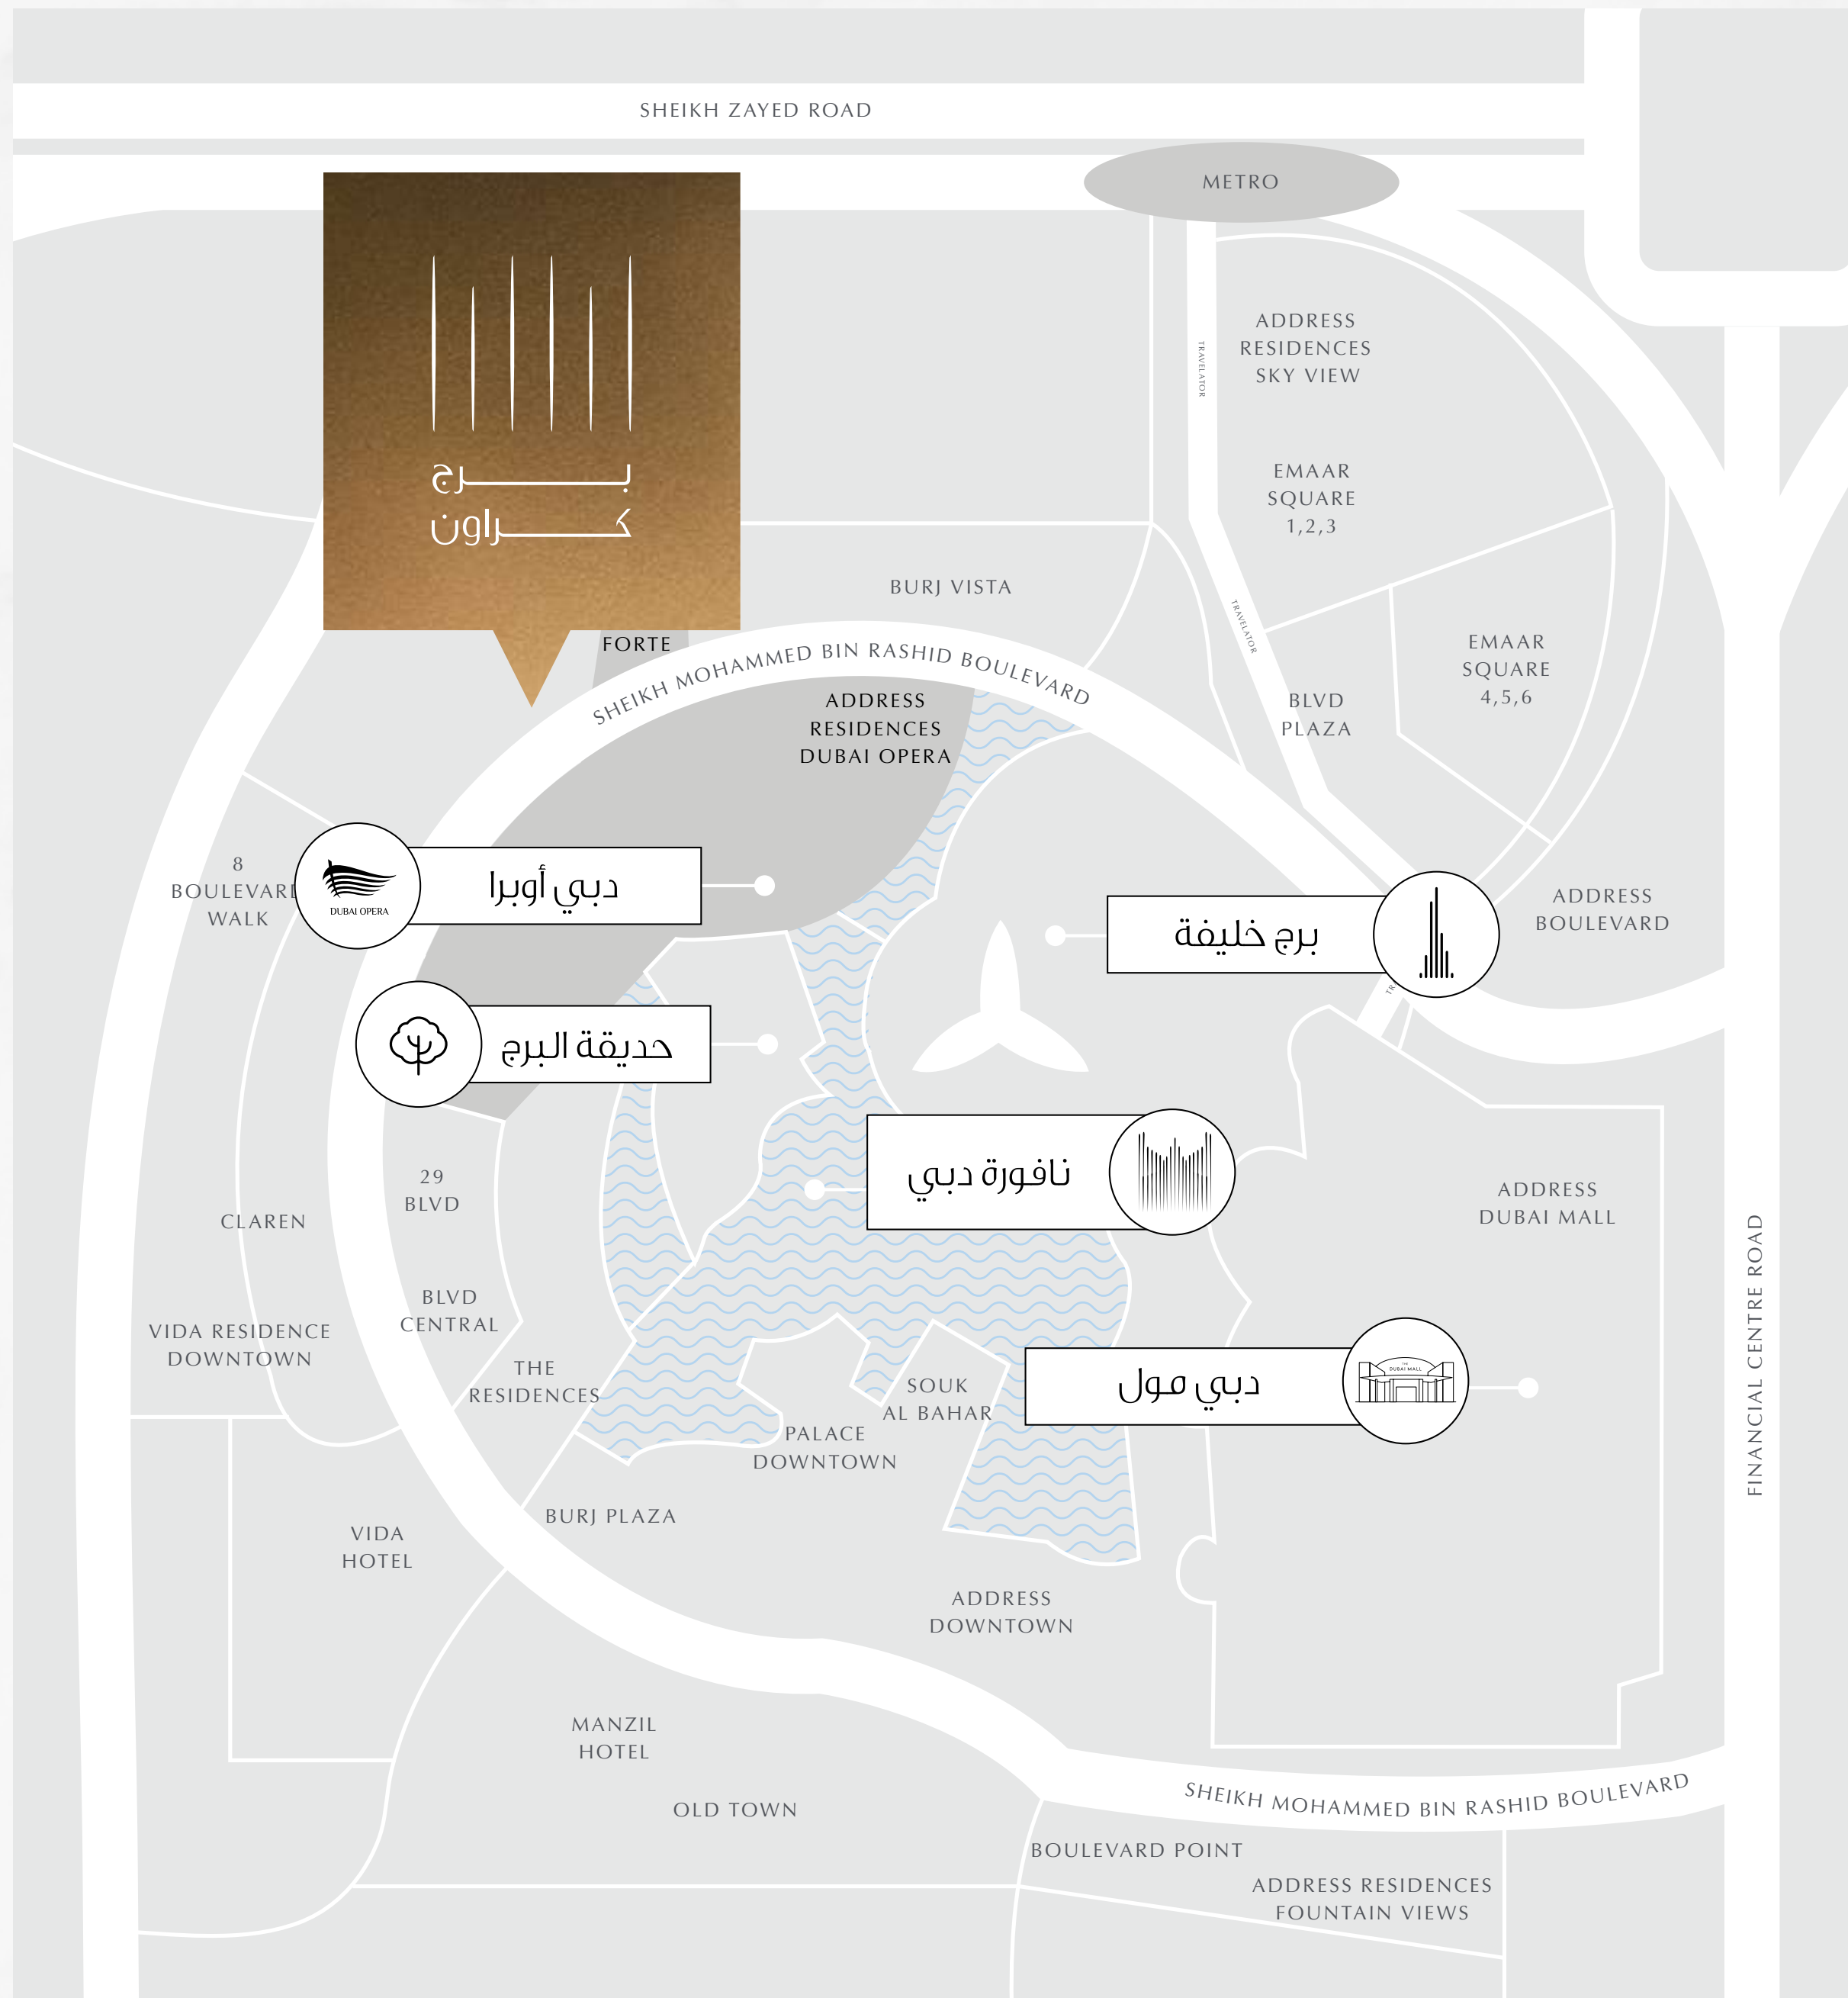 SHEIKH ZAYED ROAD
METRO
TRAVELATOR
ADDRESS
RESIDENCES
SKY VIEW
EMAAR
SQUARE
1,2,3
برج
كراون
BURJ VISTA
FORTE
SHEIKH MOHAMMED BIN RASHID BOULEVARD
TRAVELATOR
EMAAR
SQUARE
4,5,6
ADDRESS
RESIDENCES
DUBAI OPERA
BLVD
PLAZA
8
BOULEVARD
WALK
DUBAI OPERA
دبي أوبرا
برج خليفة
ADDRESS
BOULEVARD
حديقة البرج
نافورة دبي
29
BLVD
CLAREN
ADDRESS
DUBAI MALL
FINANCIAL CENTRE ROAD
BLVD
CENTRAL
VIDA RESIDENCE
DOWNTOWN
THE
RESIDENCES
SOUK
AL BAHAR
دبي مول
THE
DUBAI MALL
PALACE
DOWNTOWN
BURJ PLAZA
VIDA
HOTEL
ADDRESS
DOWNTOWN
MANZIL
HOTEL
OLD TOWN
SHEIKH MOHAMMED BIN RASHID BOULEVARD
BOULEVARD POINT
ADDRESS RESIDENCES
FOUNTAIN VIEWS